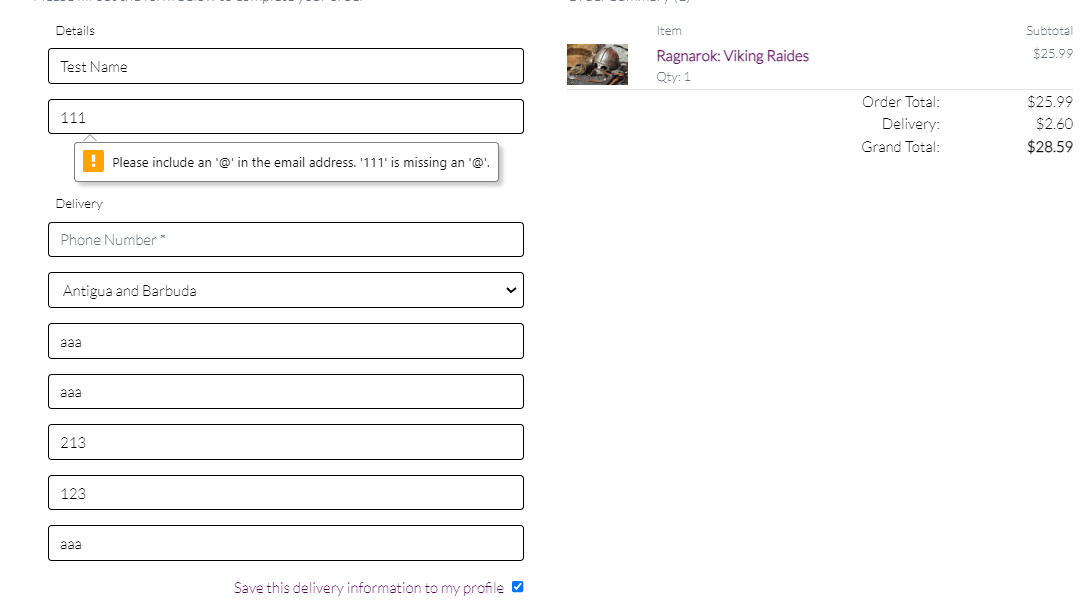 Details
Test Name
111
Please include an '@' in the email address. '111' is missing an '@'.
Delivery
Phone Number *
Antigua and Barbuda
aaa
aaa
213
123
aaa
Save this delivery information to my profile
Item Subtotal
Ragnarok: Viking Raides $25.99
Qty: 1
Order Total: $25.99
Delivery: $2.60
Grand Total: $28.59